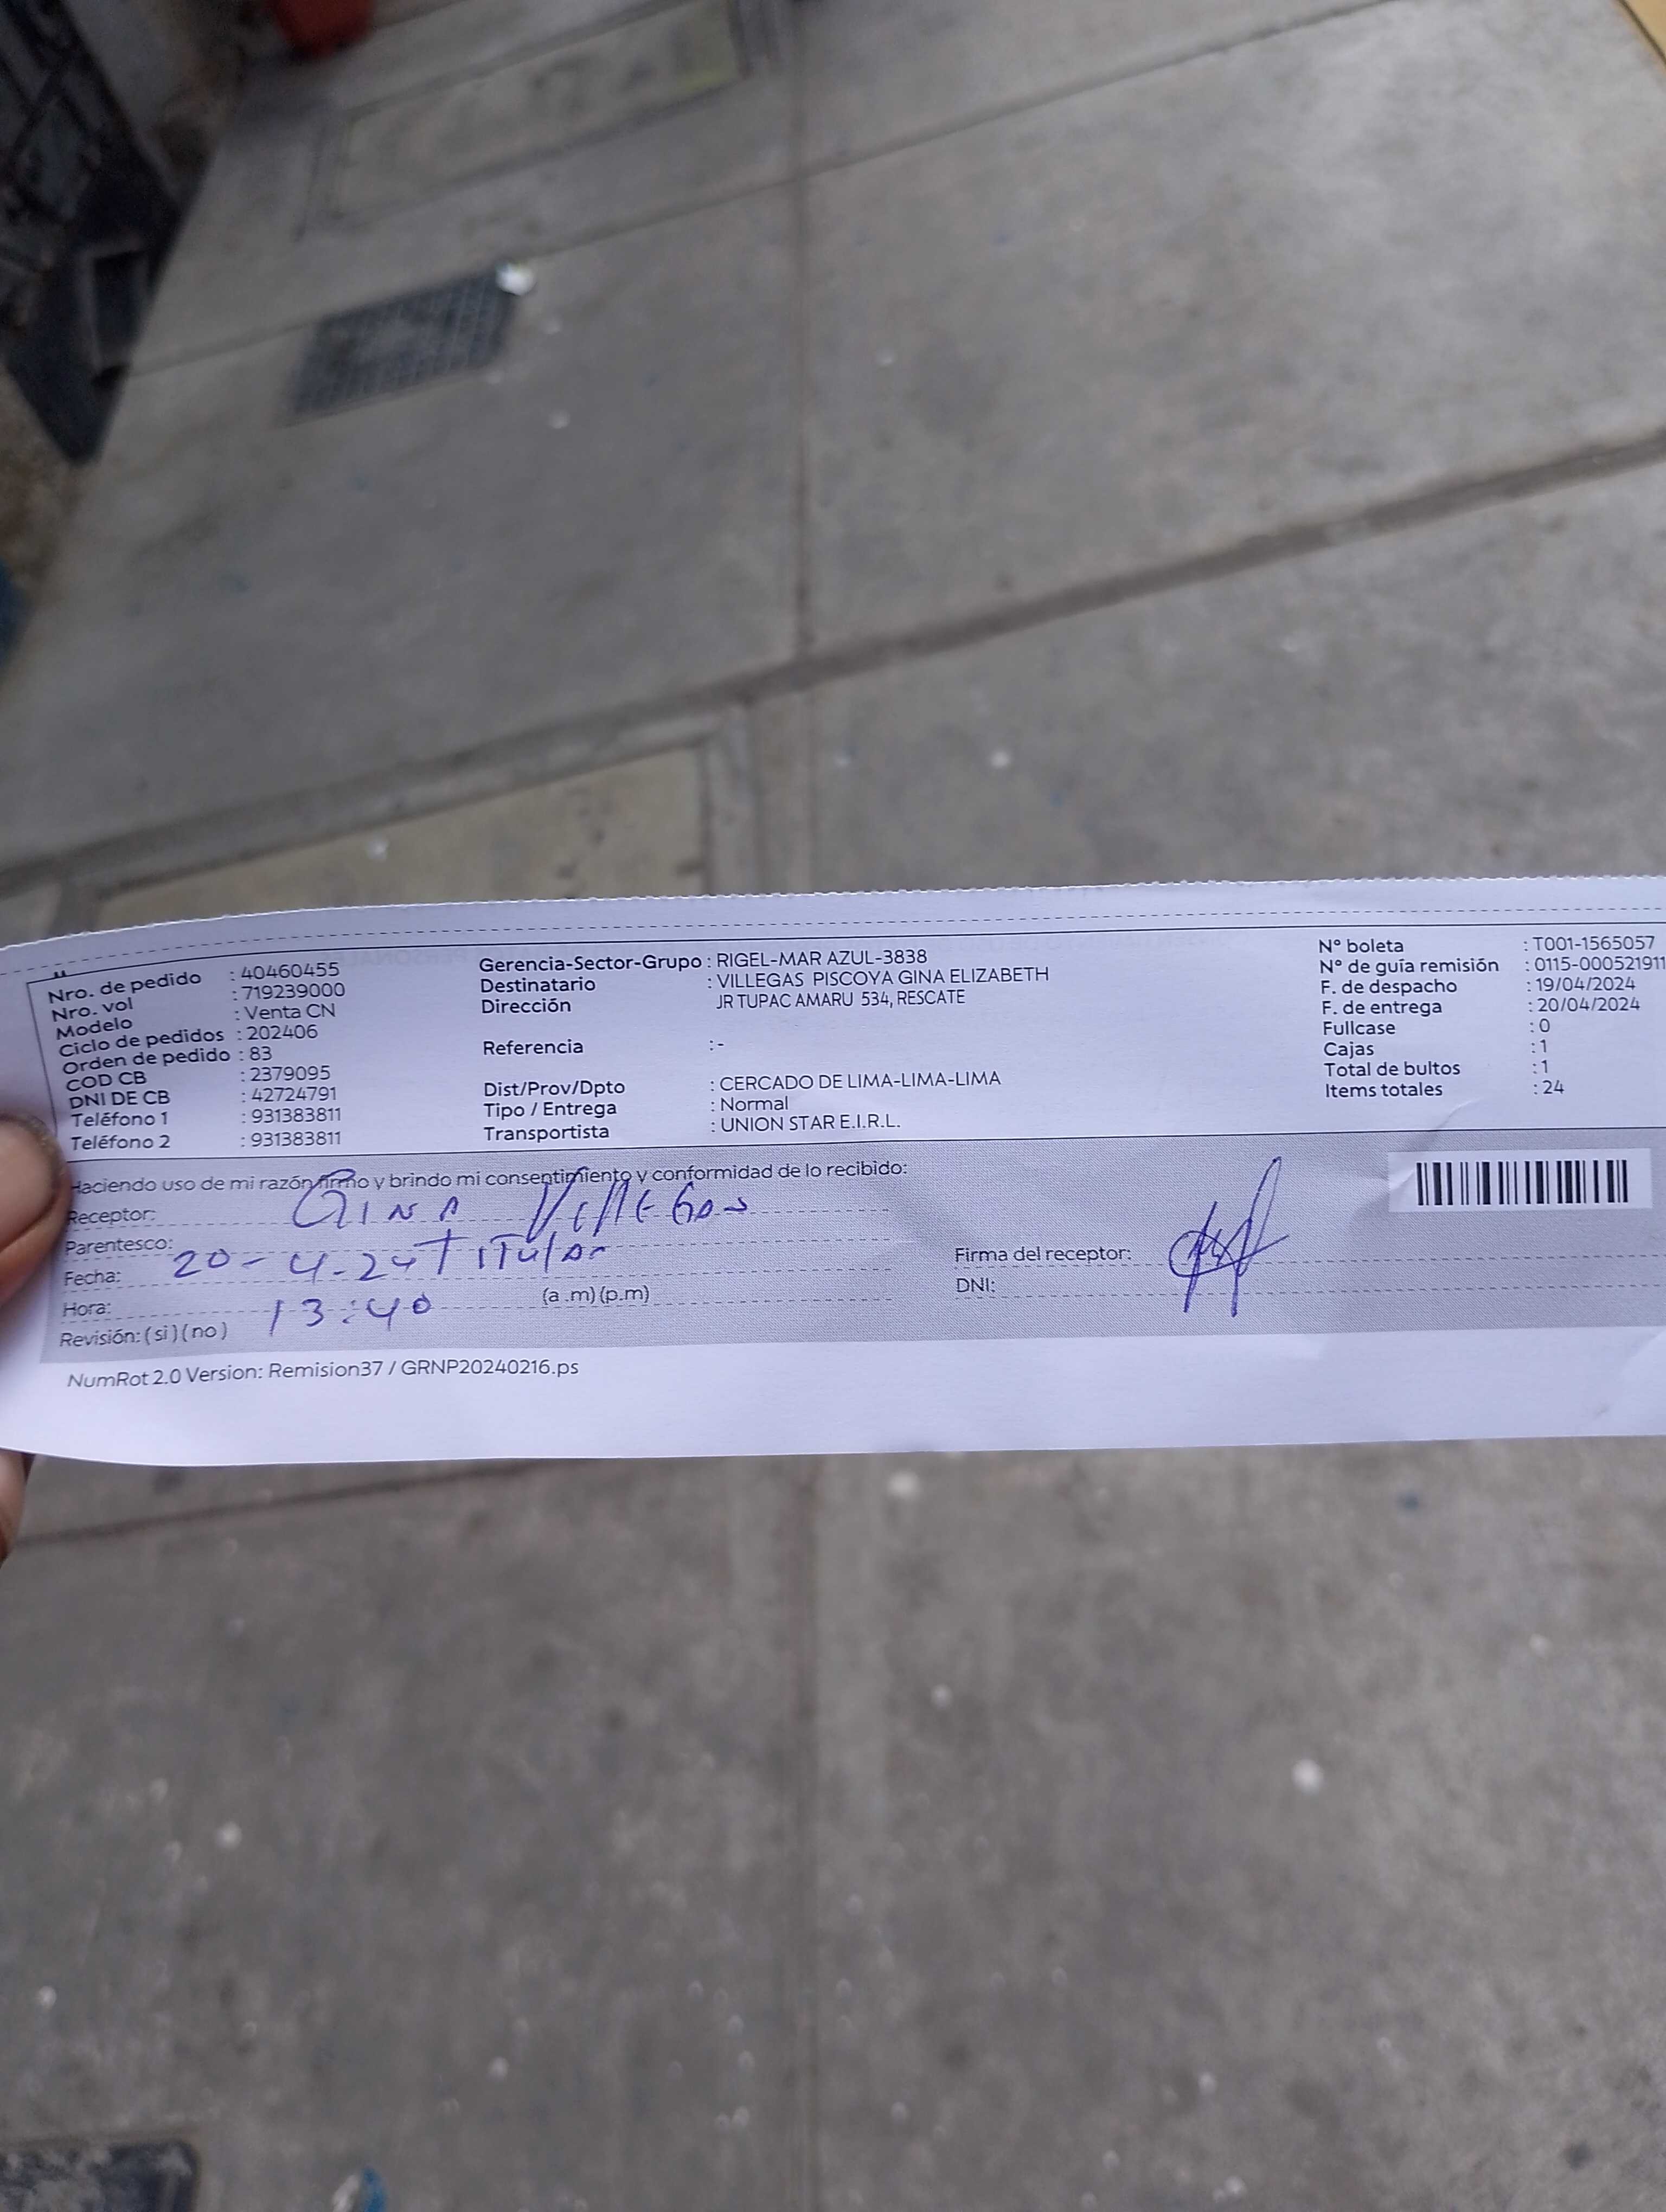 Nro. de pedido : 40460455
Nro. vol : 719239000
Modelo : Venta CN
Ciclo de pedidos : 202406
Orden de pedido : 83
COD CB : 2379095
DNI DE CB : 42724791
Teléfono 1 : 931383811
Teléfono 2 : 931383811
Gerencia-Sector-Grupo : RIGEL-MAR AZUL-3838
Destinatario : VILLEGAS PISCOYA GINA ELIZABETH
Dirección JR TUPAC AMARU 534, RESCATE
Referencia : -
Dist/Prov/Dpto : CERCADO DE LIMA-LIMA-LIMA
Tipo / Entrega : Normal
Transportista : UNION STAR E.I.R.L.
N° boleta : T001-1565057
N° de guía remisión : 0115-000521911
F. de despacho : 19/04/2024
F. de entrega : 20/04/2024
Fullcase : 0
Cajas : 1
Total de bultos : 1
Items totales : 24
Haciendo uso de mi razón firmo y brindo mi consentimiento y conformidad de lo recibido:
Receptor: GINA VillEGas
Parentesco: Titular
Fecha: 20-4-24
Hora: 13:40 (a .m) (p.m)
Revisión: ( si ) ( no )
Firma del receptor:
DNI:
NumRot 2.0 Version: Remision37 / GRNP20240216.ps